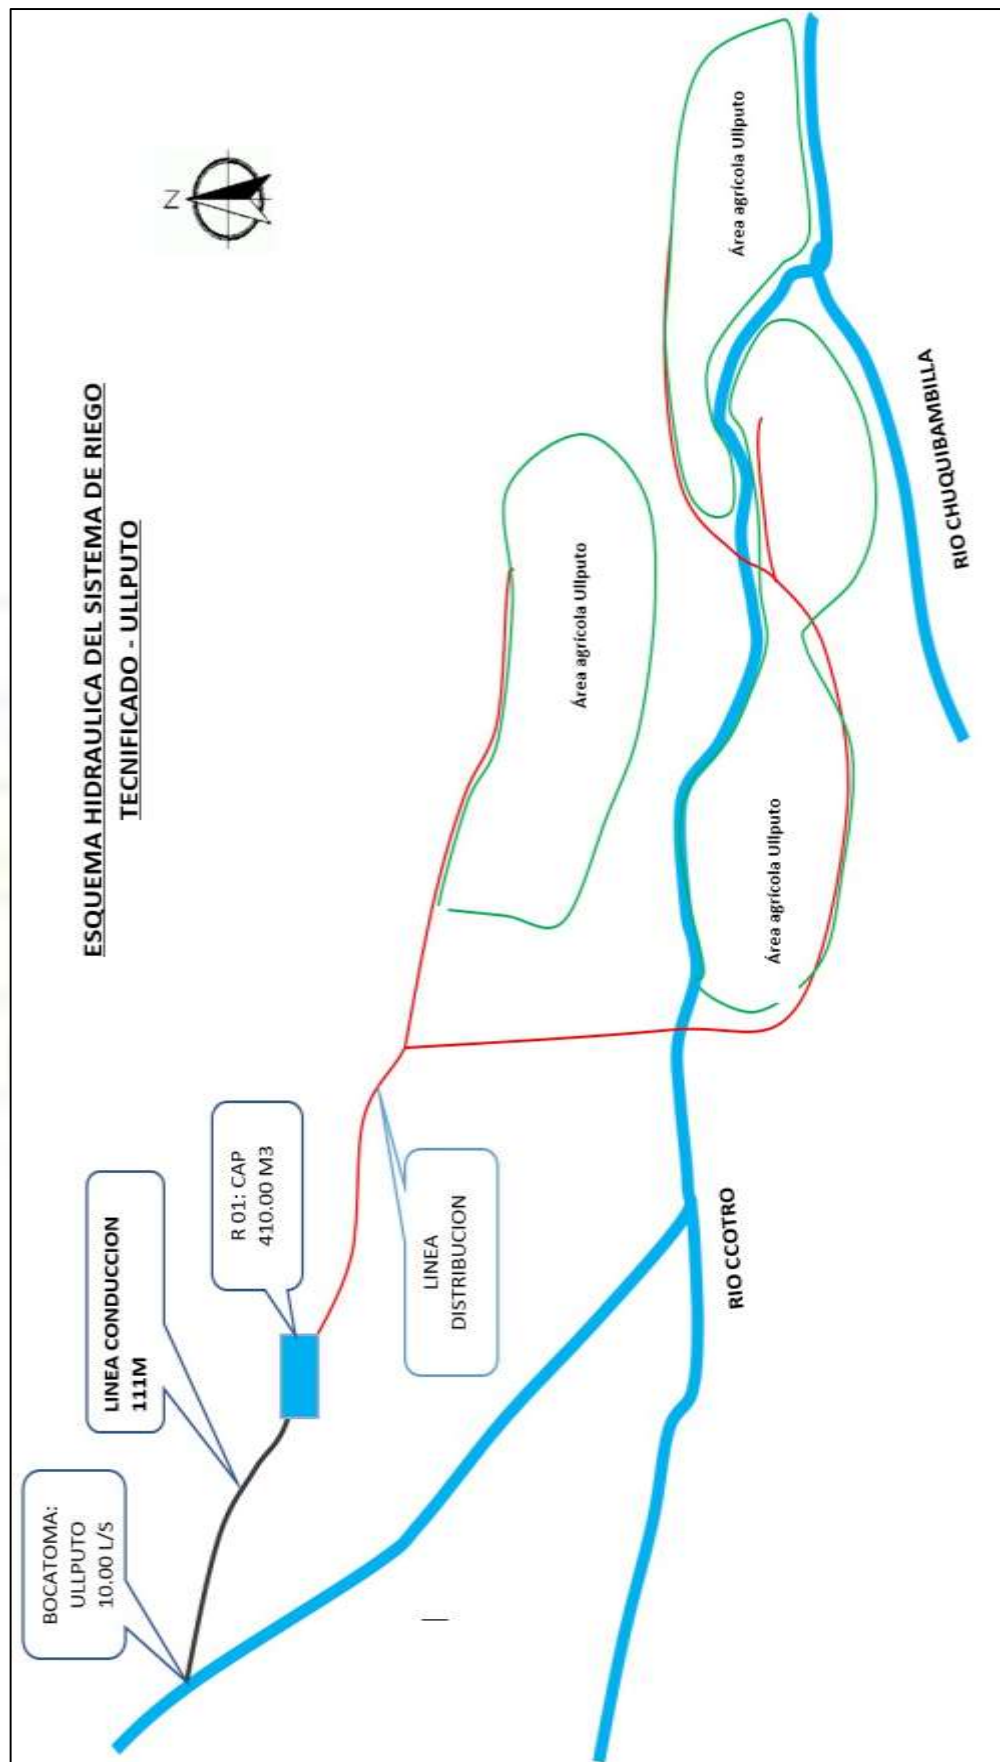 ESQUEMA HIDRAULICA DEL SISTEMA DE RIEGO
TECNIFICADO - ULLPUTO
N
BOCATOMA:
ULLPUTO
10.00 L/S
LINEA CONDUCCION
111M
R 01: CAP
410.00 M3
LINEA
DISTRIBUCION
Área agrícola Ullputo
Área agrícola Ullputo
Área agrícola Ullputo
RIO CCOTRO
RIO CHUQUIBAMBILLA